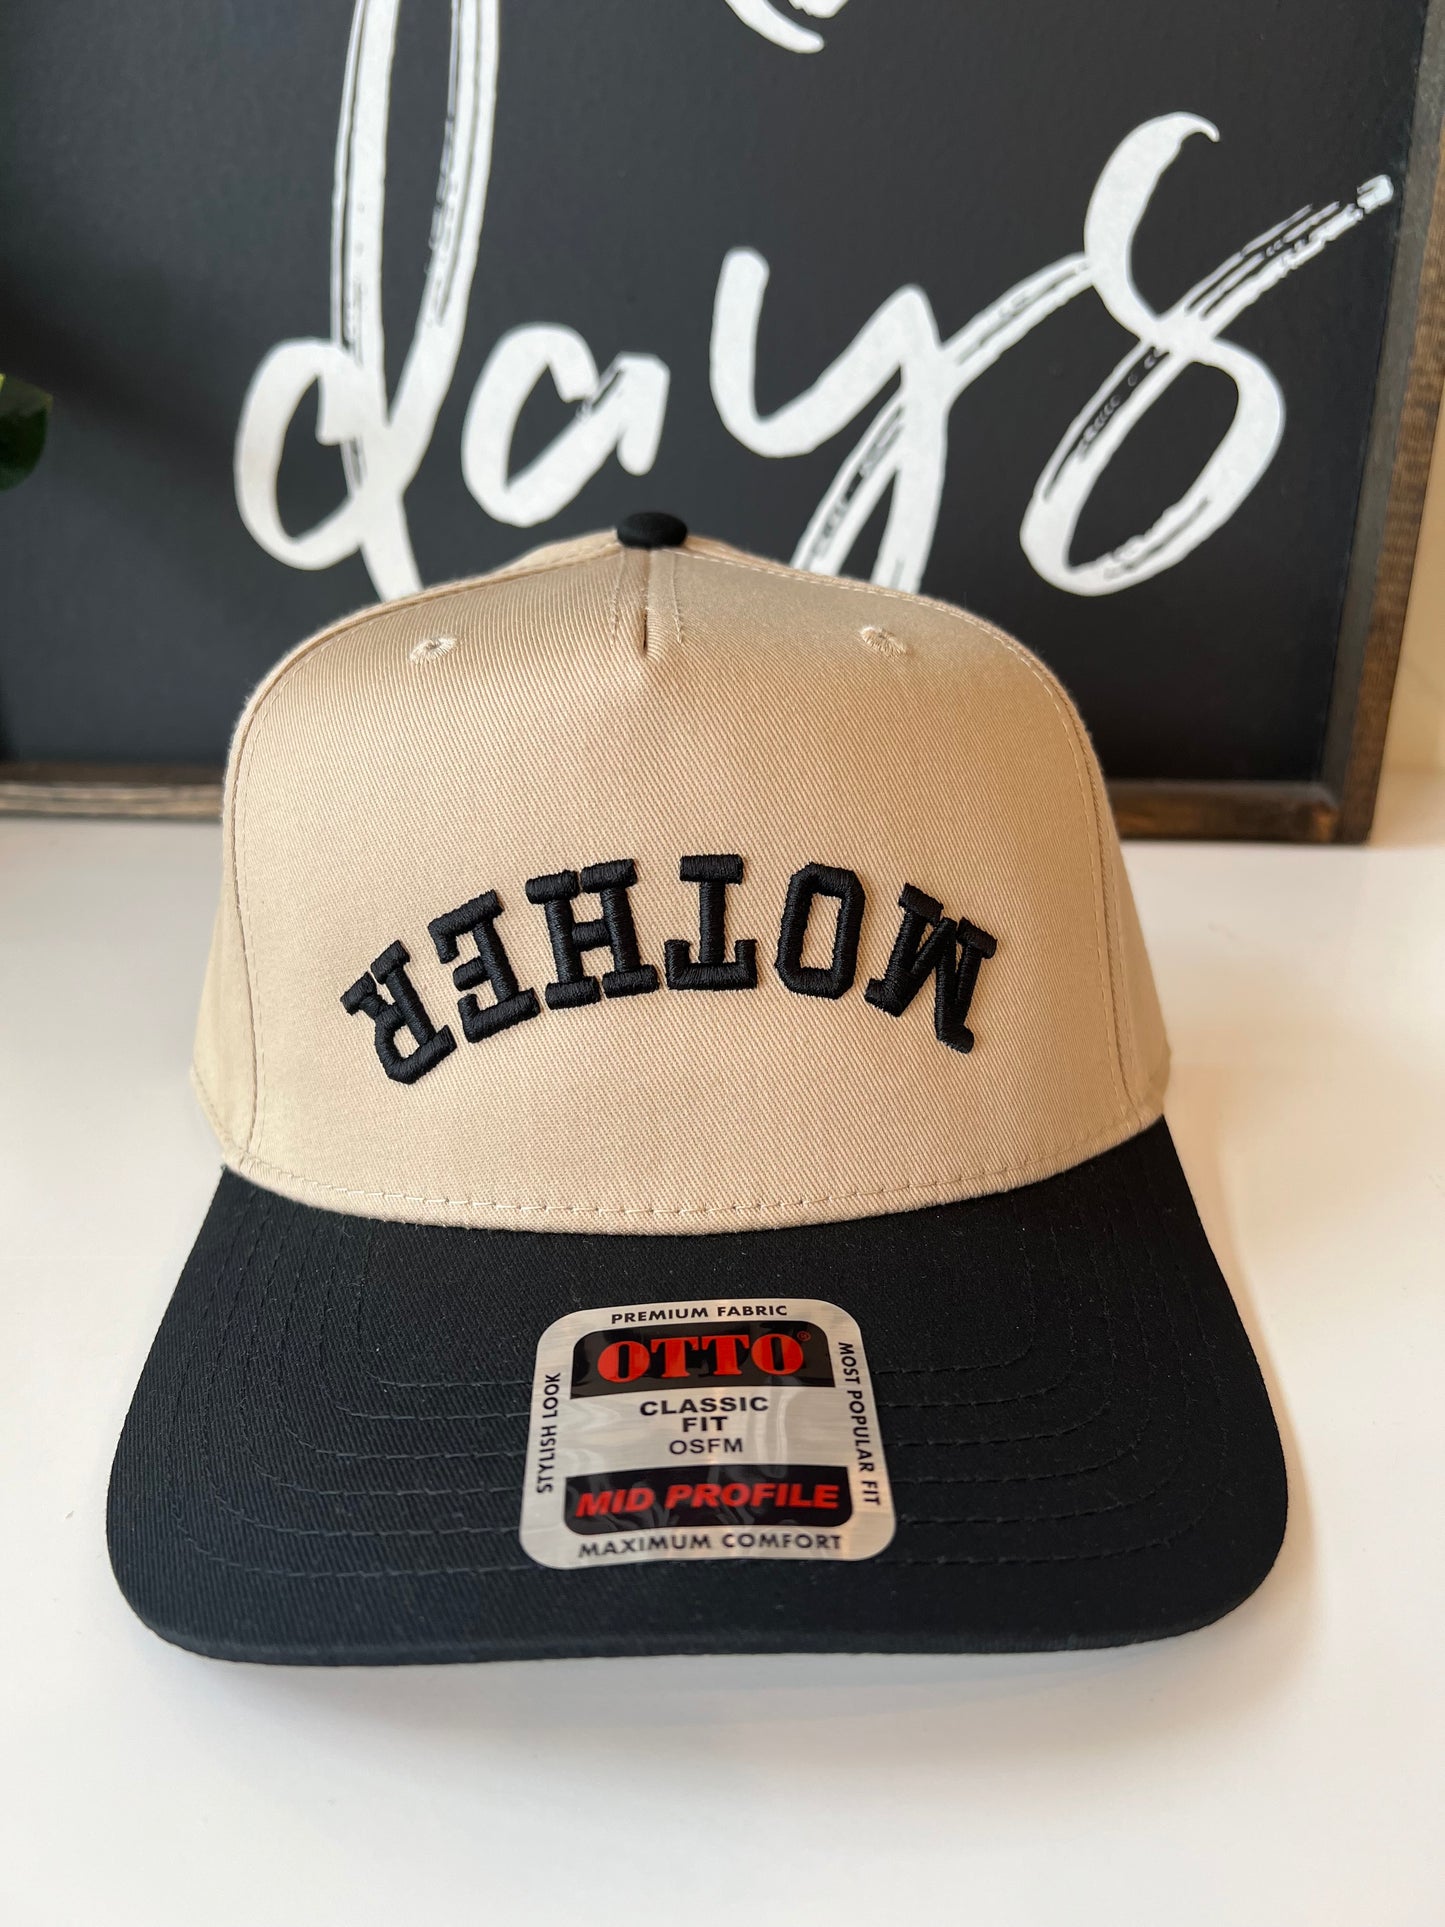 days
MOTHER
PREMIUM FABRIC
OTTO®
STYLISH LOOK
CLASSIC
FIT
OSFM
MOST POPULAR FIT
MID PROFILE
MAXIMUM COMFORT